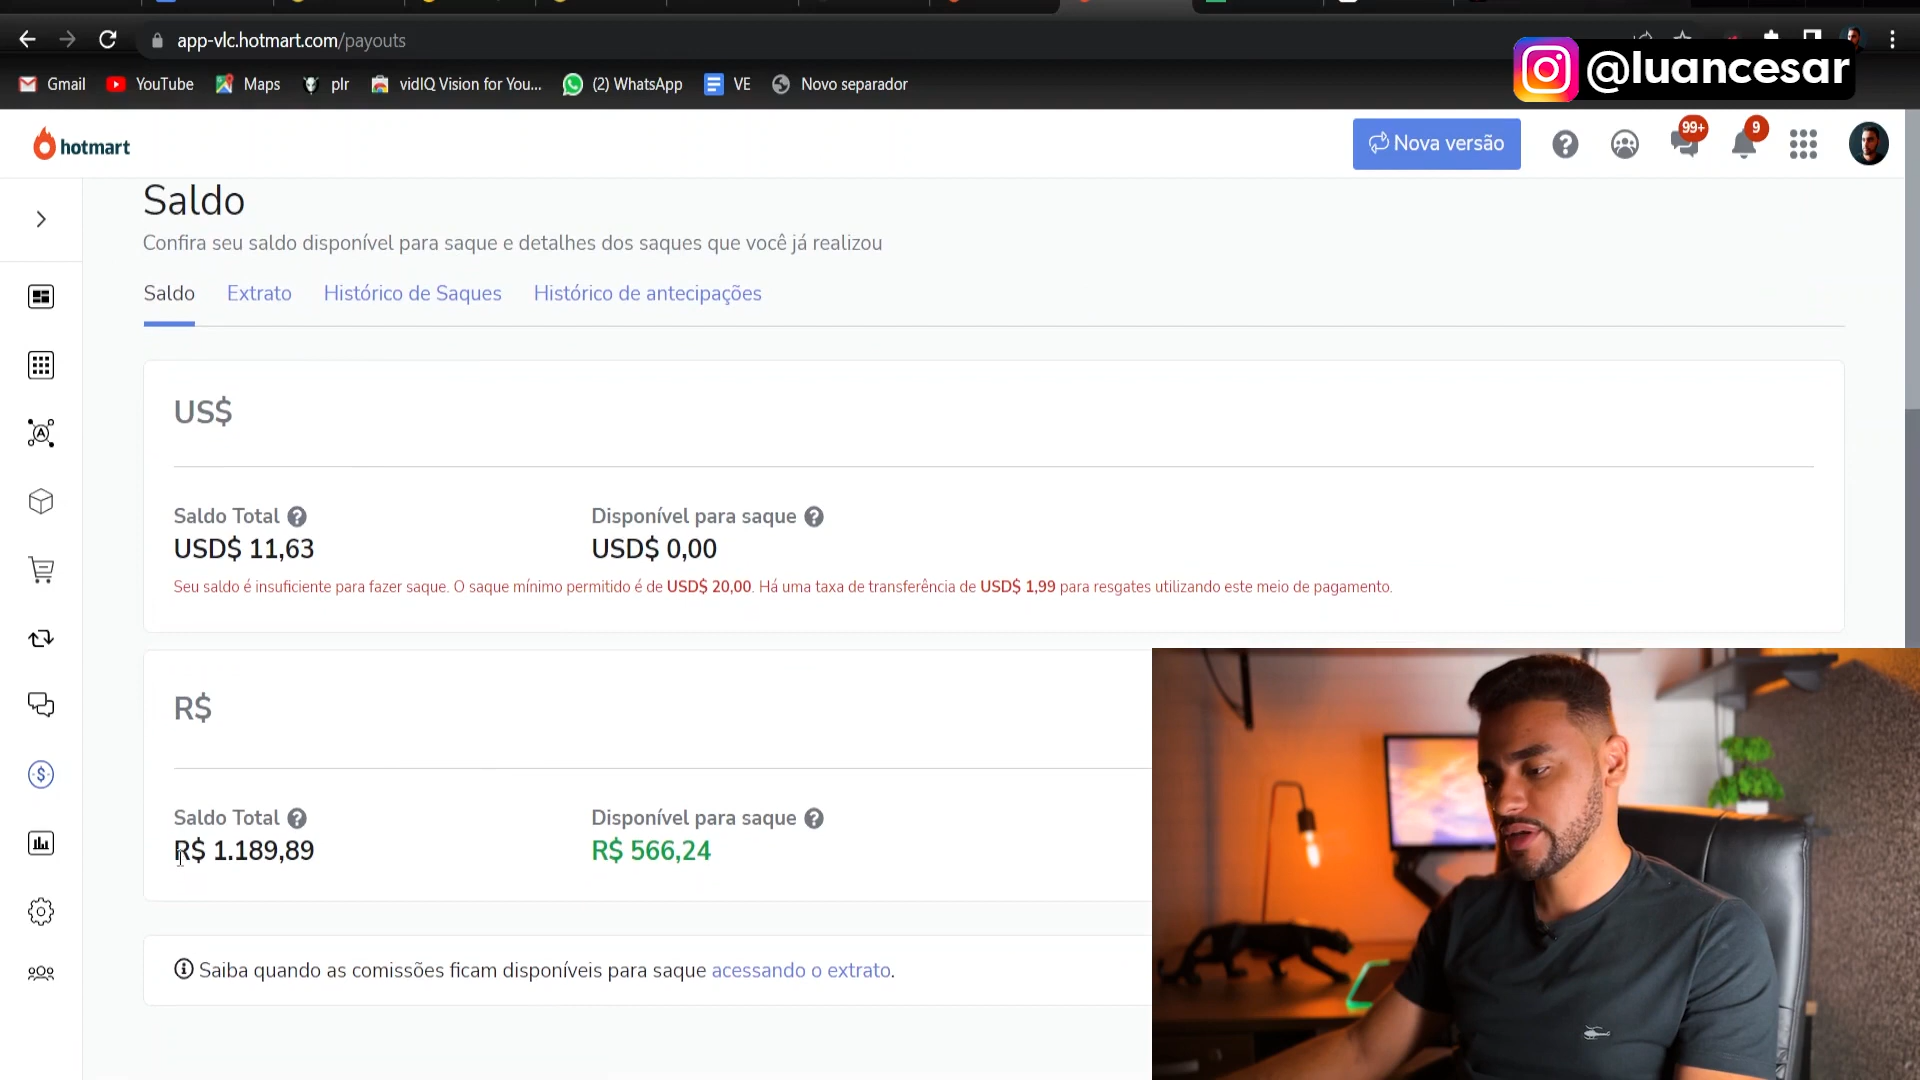 app-vlc.hotmart.com/payouts
Gmail YouTube Maps plr vidIQ Vision for You... (2) WhatsApp VE Novo separador
@luancesar
hotmart
Nova versão
99+
9
Saldo
Confira seu saldo disponível para saque e detalhes dos saques que você já realizou
Saldo Extrato Histórico de Saques Histórico de antecipações
US$
Saldo Total Disponível para saque
USD$ 11,63 USD$ 0,00
Seu saldo é insuficiente para fazer saque. O saque mínimo permitido é de USD$ 20,00. Há uma taxa de transferência de USD$ 1,99 para resgates utilizando este meio de pagamento.
R$
Saldo Total Disponível para saque
R$ 1.189,89 R$ 566,24
Saiba quando as comissões ficam disponíveis para saque acessando o extrato.